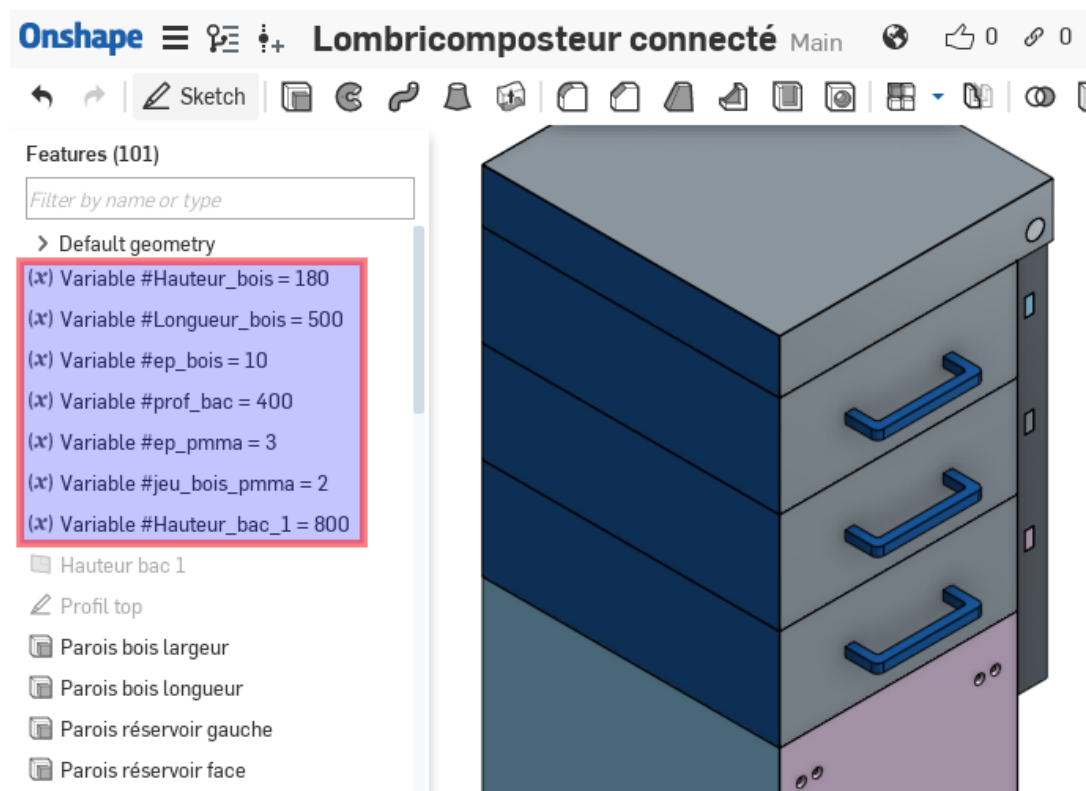 Onshape Lombricomposteur connecté Main 0 0
Sketch
Features (101)
Filter by name or type
Default geometry
(x) Variable #Hauteur_bois = 180
(x) Variable #Longueur_bois = 500
(x) Variable #ep_bois = 10
(x) Variable #prof_bac = 400
(x) Variable #ep_pmma = 3
(x) Variable #jeu_bois_pmma = 2
(x) Variable #Hauteur_bac_1 = 800
Hauteur bac 1
Profil top
Parois bois largeur
Parois bois longueur
Parois réservoir gauche
Parois réservoir face